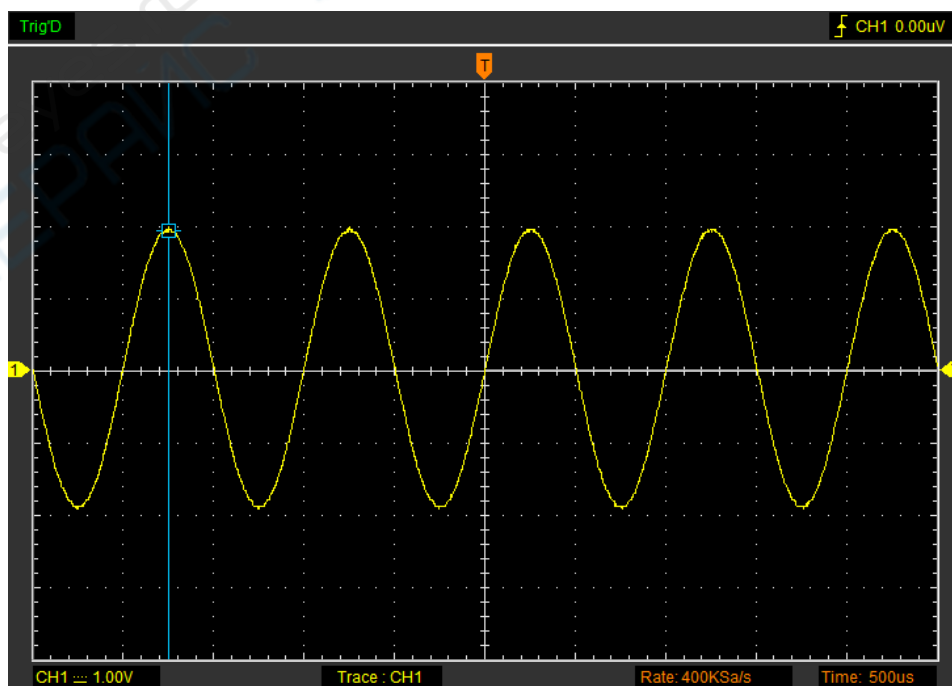 Trig'D
CH1 0.00uV
T
1
CH1 1.00V
Trace : CH1
Rate: 400KSa/s
Time: 500us